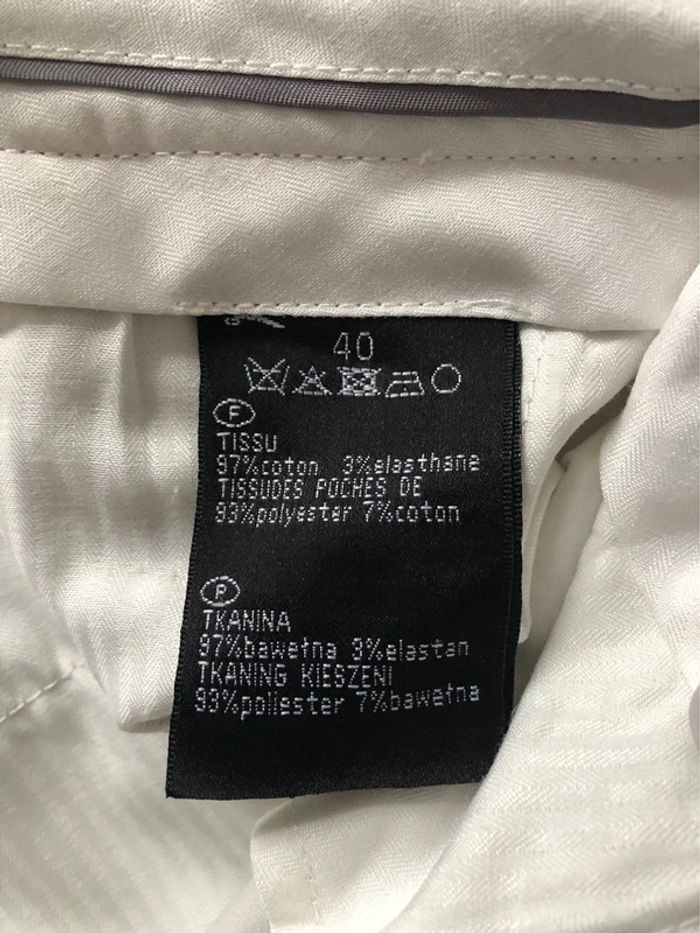 40
F
TISSU
97%coton 3%elasthane
TISSUDES POCHES DE
93%polyester 7%coton
P
TKANINA
97%bawełna 3%elastan
TKANING KIESZENI
93%poliester 7%bawełna